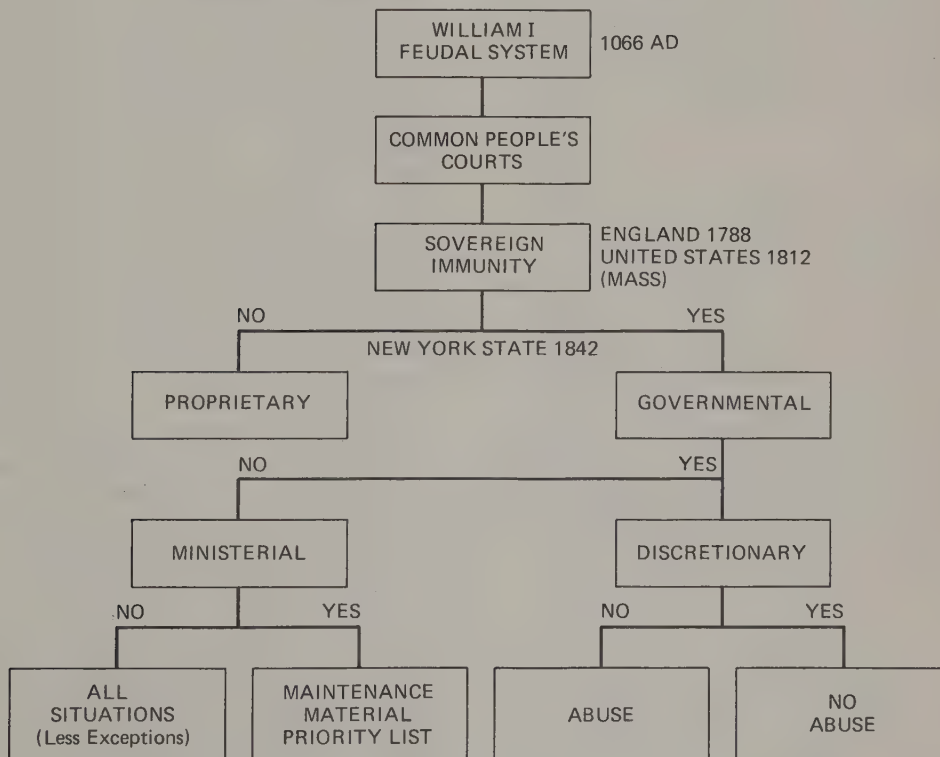 WILLIAM I
FEUDAL SYSTEM
1066 AD
COMMON PEOPLE'S
COURTS
SOVEREIGN
IMMUNITY
ENGLAND 1788
UNITED STATES 1812
(MASS)
NO
YES
NEW YORK STATE 1842
PROPRIETARY
GOVERNMENTAL
NO
YES
MINISTERIAL
DISCRETIONARY
NO
YES
NO
YES
ALL
SITUATIONS
(Less Exceptions)
MAINTENANCE
MATERIAL
PRIORITY LIST
ABUSE
NO
ABUSE